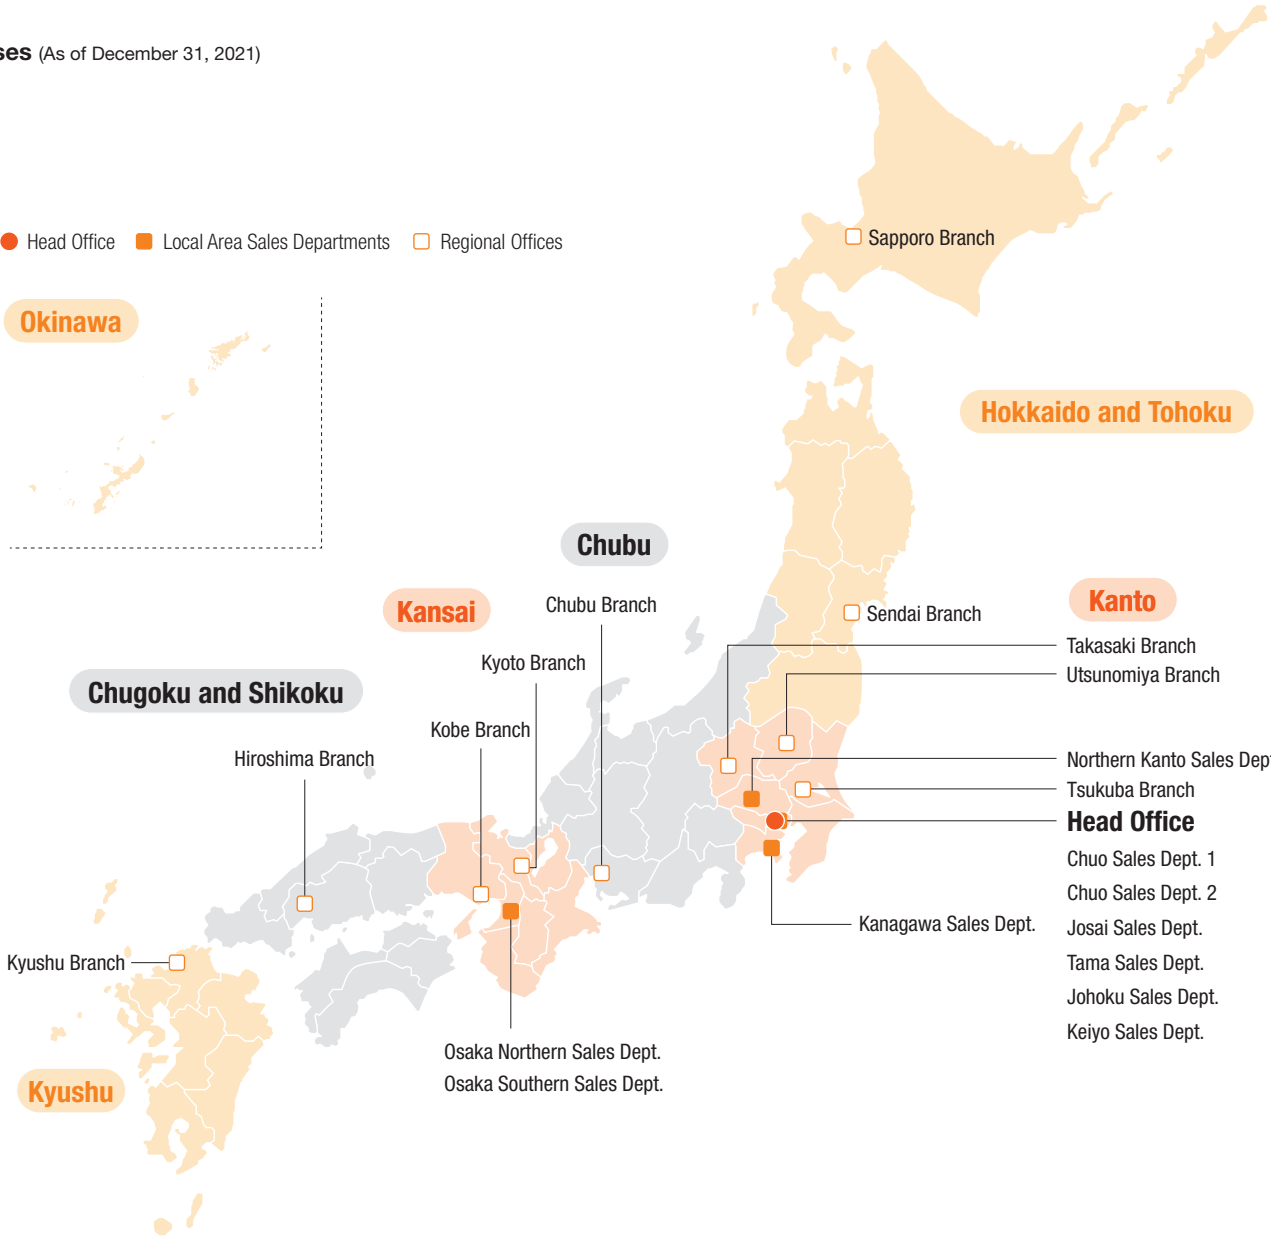 (As of December 31, 2021)
Head Office
Local Area Sales Departments
Regional Offices
Okinawa
Sapporo Branch
Hokkaido and Tohoku
Chubu
Kansai
Chubu Branch
Kanto
Sendai Branch
Takasaki Branch
Kyoto Branch
Utsunomiya Branch
Chugoku and Shikoku
Kobe Branch
Hiroshima Branch
Northern Kanto Sales
Tsukuba Branch
Head Office
Chuo Sales Dept. 1
Chuo Sales Dept. 2
Kanagawa Sales Dept.
Josai Sales Dept.
Kyushu Branch
Tama Sales Dept.
Johoku Sales Dept.
Keiyo Sales Dept.
Osaka Northern Sales Dept.
Osaka Southern Sales Dept.
Kyushu